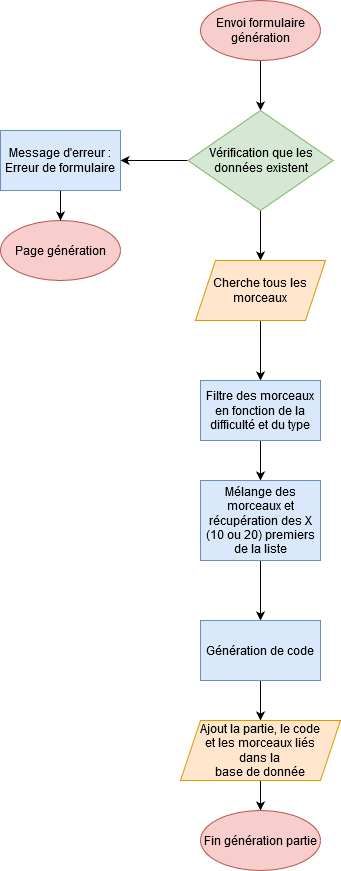 Envoi formulaire
génération
Vérification que les
données existent
Message d'erreur :
Erreur de formulaire
Page génération
Cherche tous les
morceaux
Filtre des morceaux
en fonction de la
difficulté et du type
Mélange des
morceaux et
récupération des X
(10 ou 20) premiers
de la liste
Génération de code
Ajout la partie, le code
et les morceaux liés
dans la
base de donnée
Fin génération partie